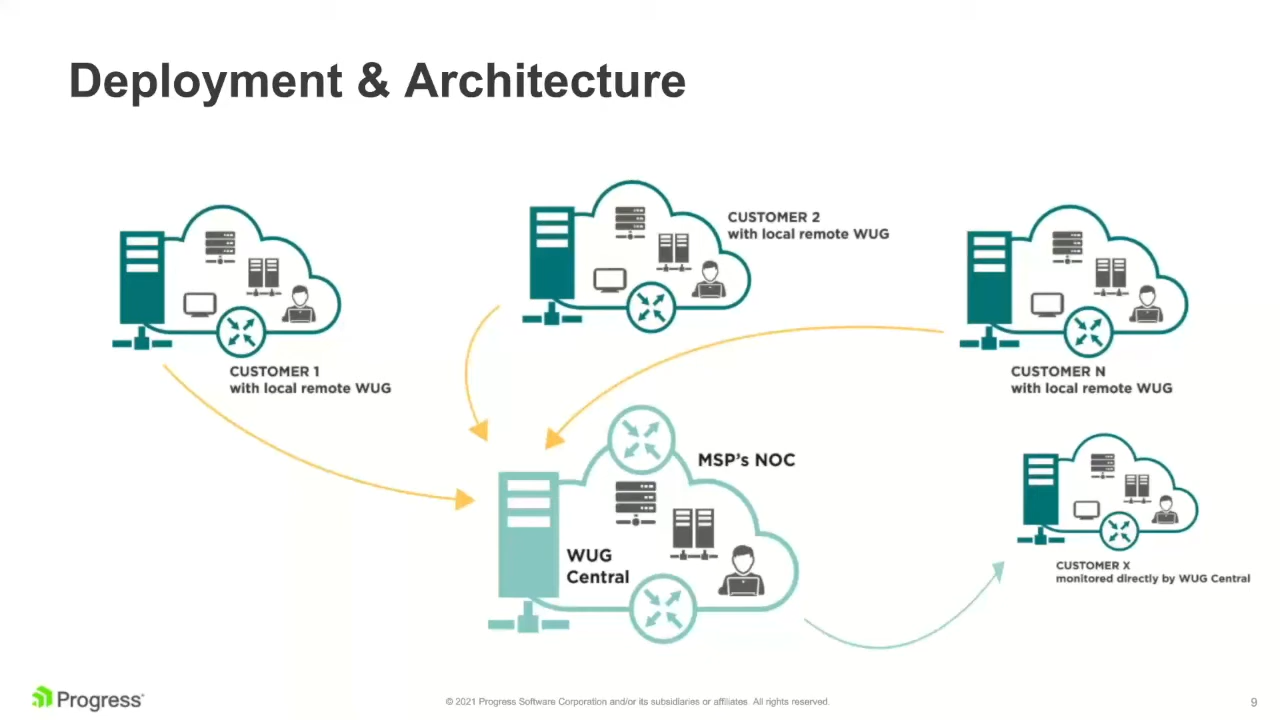 Deployment & Architecture
CUSTOMER 2
with local remote WUG
CUSTOMER 1
with local remote WUG
CUSTOMER N
with local remote WUG
MSP's NOC
WUG
Central
CUSTOMER X
monitored directly by WUG Central
Progress
© 2021 Progress Software Corporation and/or its subsidiaries or affiliates. All rights reserved.
9